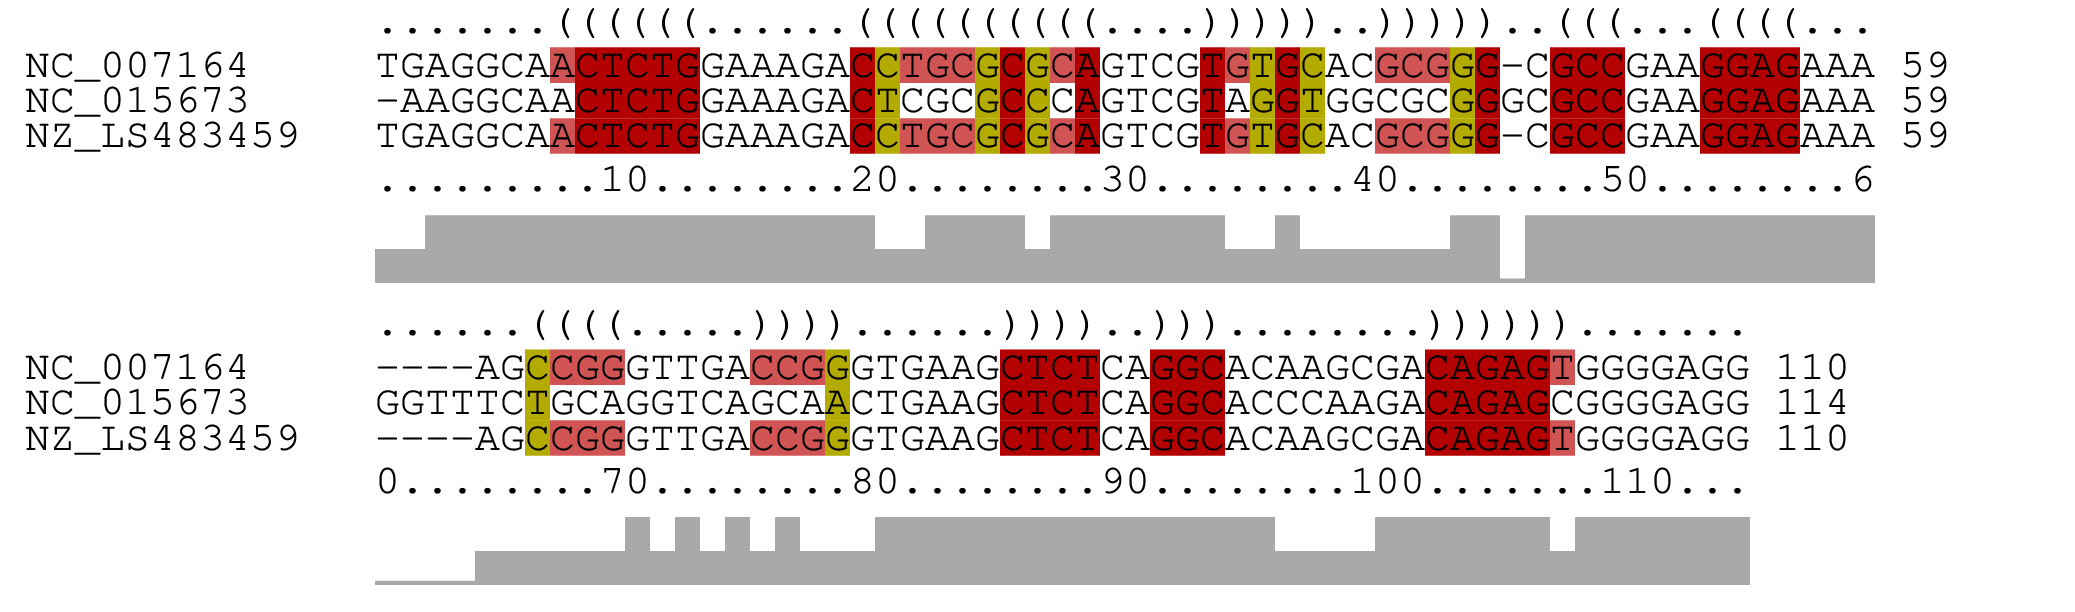 .......((((((......((((((((((....)))))..)))))..(((...((((...
NC_007164 TGAGGCAACTCTGGAAAGACCTGCGCGCAGTCGTGTGCACGCGGG-CGCCGAAGGAGAAA 59
NC_015673 -AAGGCAACTCTGGAAAGACTCGCGCCCAGTCGTAGGTGGCGCGGGCGCCGAAGGAGAAA 59
NZ_LS483459 TGAGGCAACTCTGGAAAGACCTGCGCGCAGTCGTGTGCACGCGGG-CGCCGAAGGAGAAA 59
.........10........20........30........40........50........6
......((((.....))))......))))..)))........)))))).......
NC_007164 ----AGCCGGGTTGACCGGGTGAAGCTCTCAGGCACAAGCGACAGAGTGGGGAGG 110
NC_015673 GGTTTCTGCAGGTCAGCAACTGAAGCTCTCAGGCACCCAAGACAGAGCGGGGAGG 114
NZ_LS483459 ----AGCCGGGTTGACCGGGTGAAGCTCTCAGGCACAAGCGACAGAGTGGGGAGG 110
0........70........80........90........100.......110...